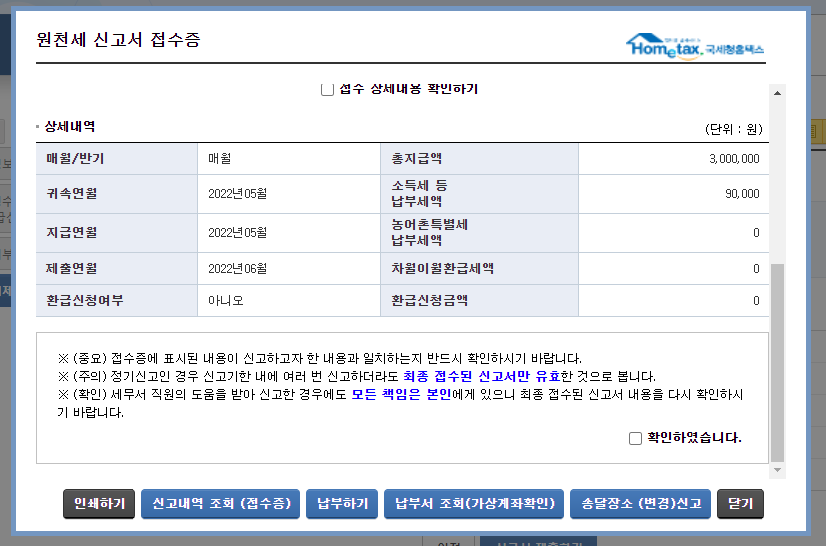 원천세 신고서 접수증
Hometax. 국세청홈택스
접수 상세내용 확인하기
상세내역
(단위 : 원)
매월/반기 매월 총지급액 3,000,000
귀속연월 2022년05월 소득세 등 납부세액 90,000
지급연월 2022년05월 농어촌특별세 납부세액 0
제출연월 2022년06월 차월이월환급세액 0
환급신청여부 아니오 환급신청금액 0
※ (중요) 접수증에 표시된 내용이 신고하고자 한 내용과 일치하는지 반드시 확인하시기 바랍니다.
※ (주의) 정기신고인 경우 신고기한 내에 여러 번 신고하더라도 최종 접수된 신고서만 유효한 것으로 봅니다.
※ (확인) 세무서 직원의 도움을 받아 신고한 경우에도 모든 책임은 본인에게 있으니 최종 접수된 신고서 내용을 다시 확인하시
기 바랍니다.
확인하였습니다.
인쇄하기 신고내역 조회 (접수증) 납부하기 납부서 조회(가상계좌확인) 송달장소 (변경)신고 닫기